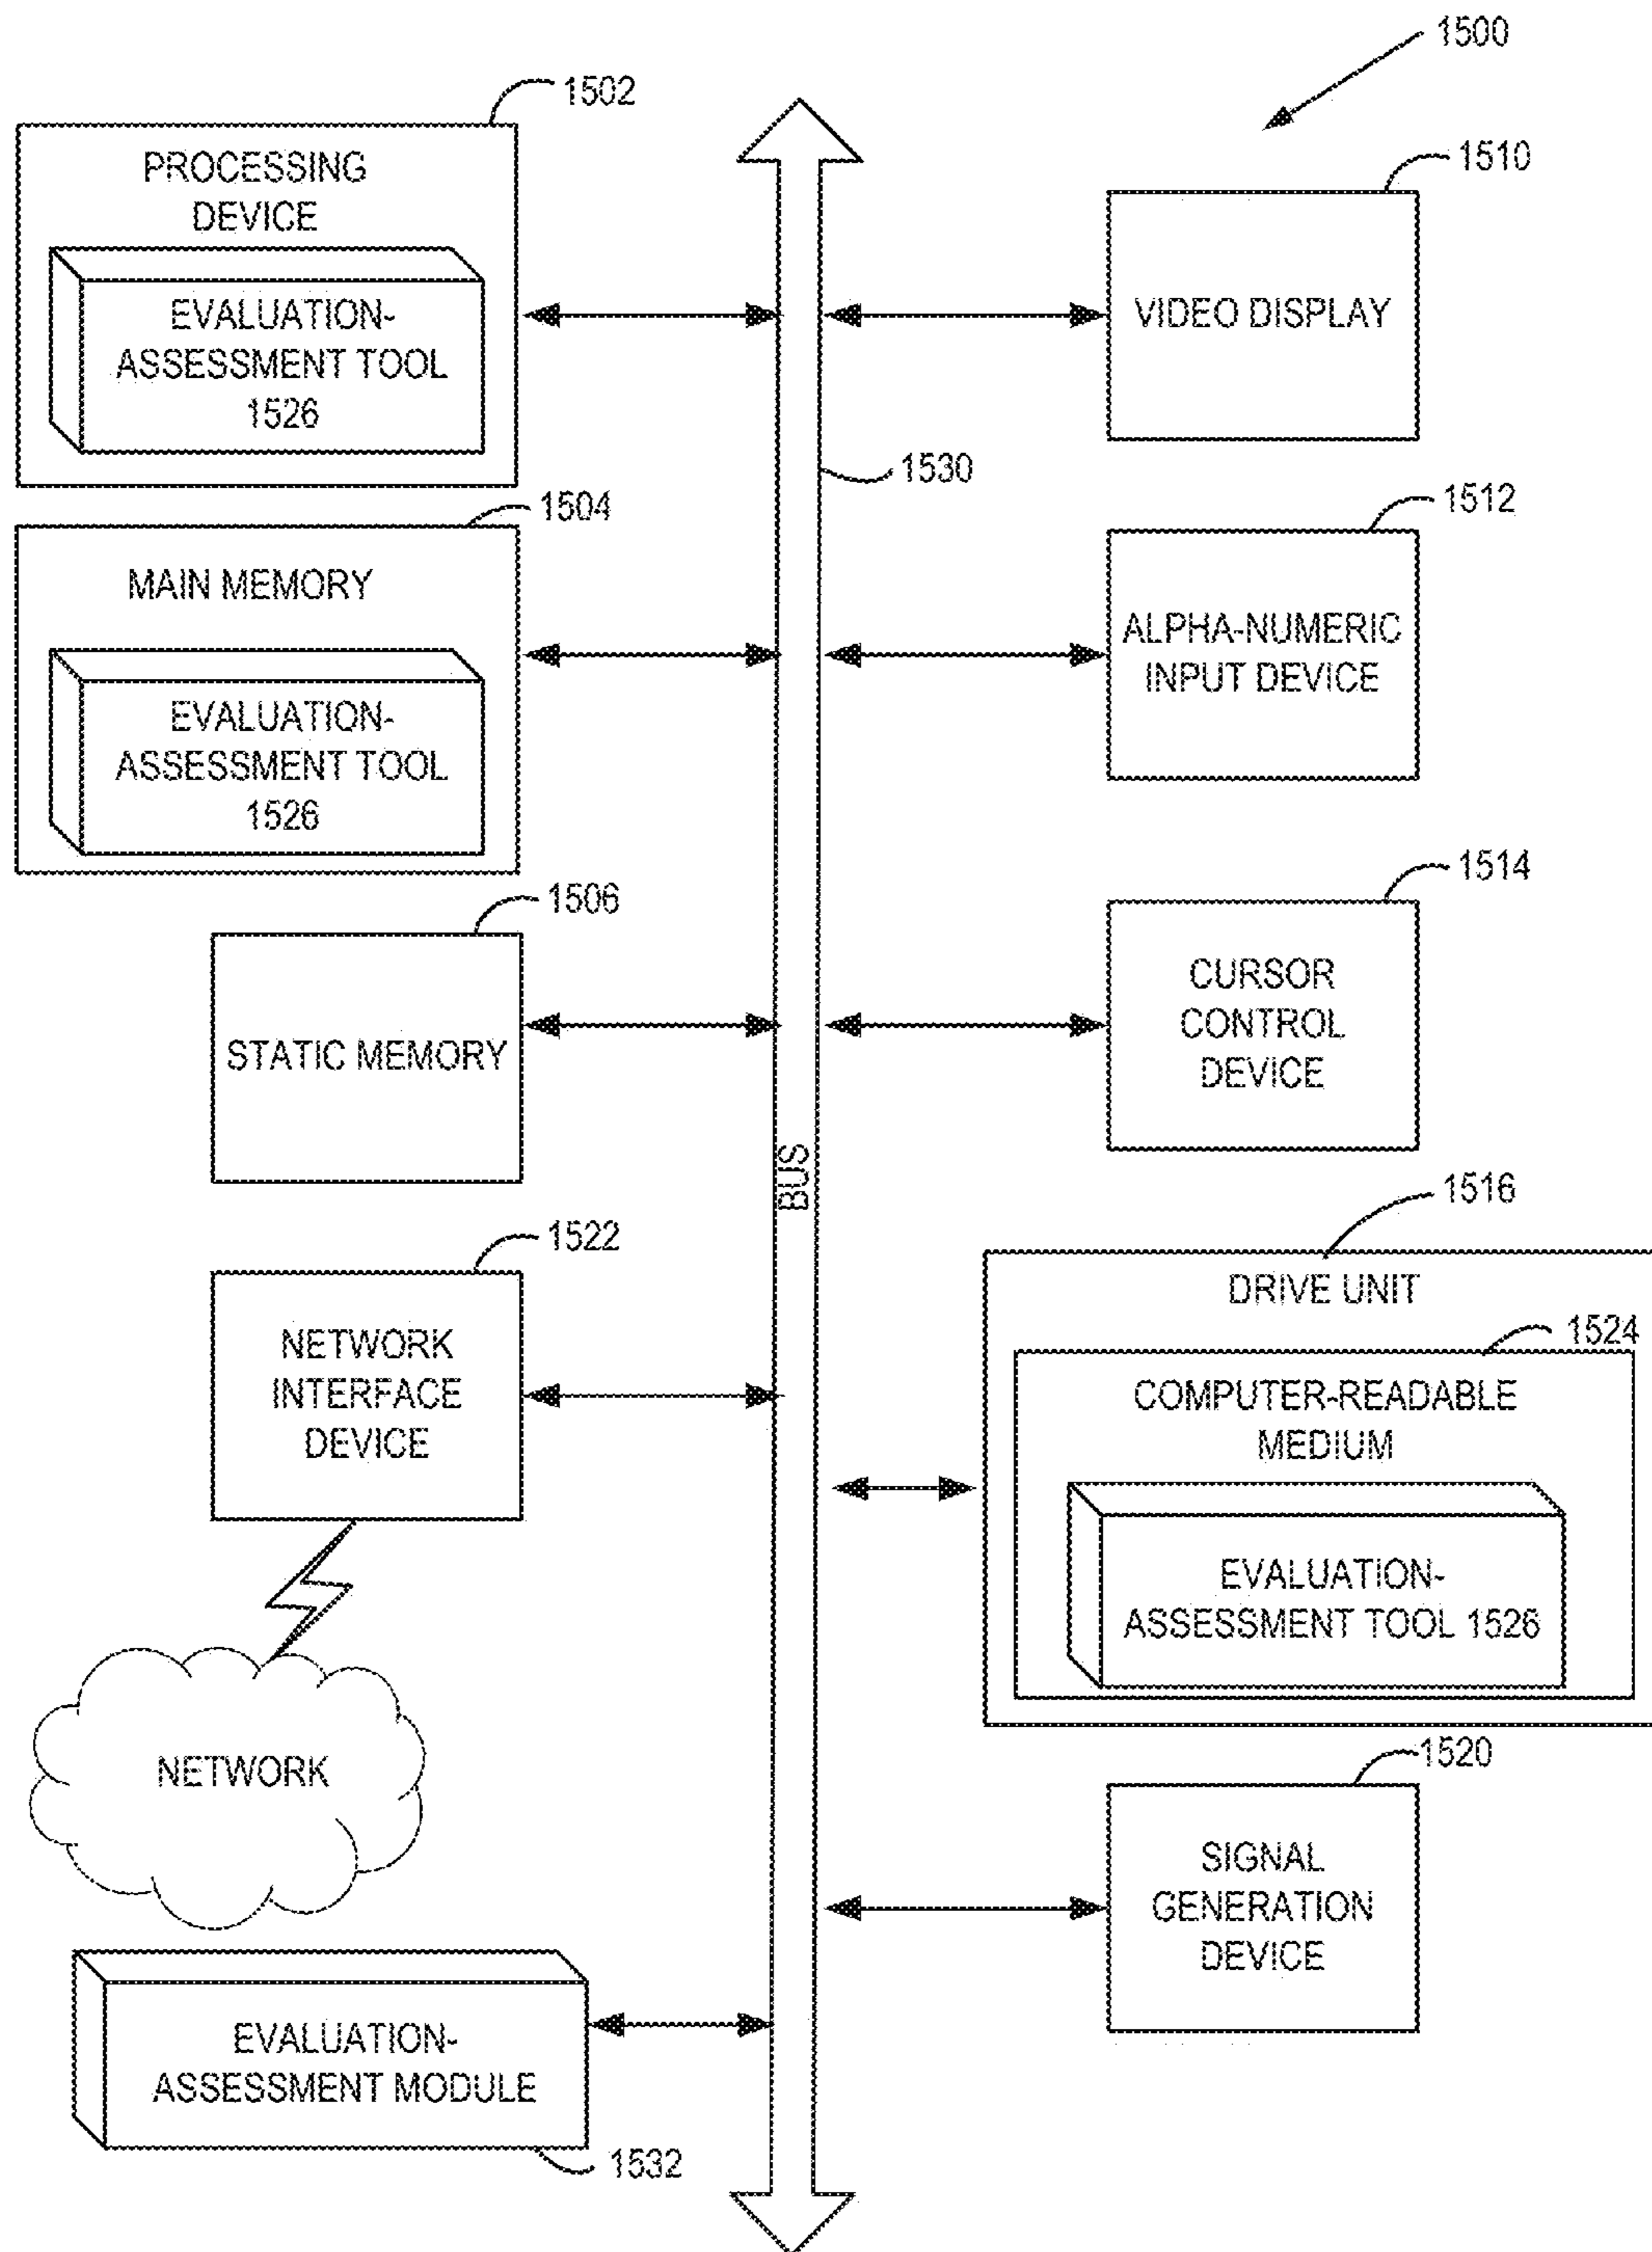 1500
1502
PROCESSING
DEVICE
EVALUATION-
ASSESSMENT TOOL
1526
1510
VIDEO DISPLAY
1530
1504
MAIN MEMORY
EVALUATION-
ASSESSMENT TOOL
1526
1512
ALPHA-NUMERIC
INPUT DEVICE
1506
STATIC MEMORY
1514
CURSOR
CONTROL
DEVICE
BUS
1522
NETWORK
INTERFACE
DEVICE
1516
DRIVE UNIT
1524
COMPUTER-READABLE
MEDIUM
EVALUATION-
ASSESSMENT TOOL 1526
NETWORK
1520
SIGNAL
GENERATION
DEVICE
EVALUATION-
ASSESSMENT MODULE
1532